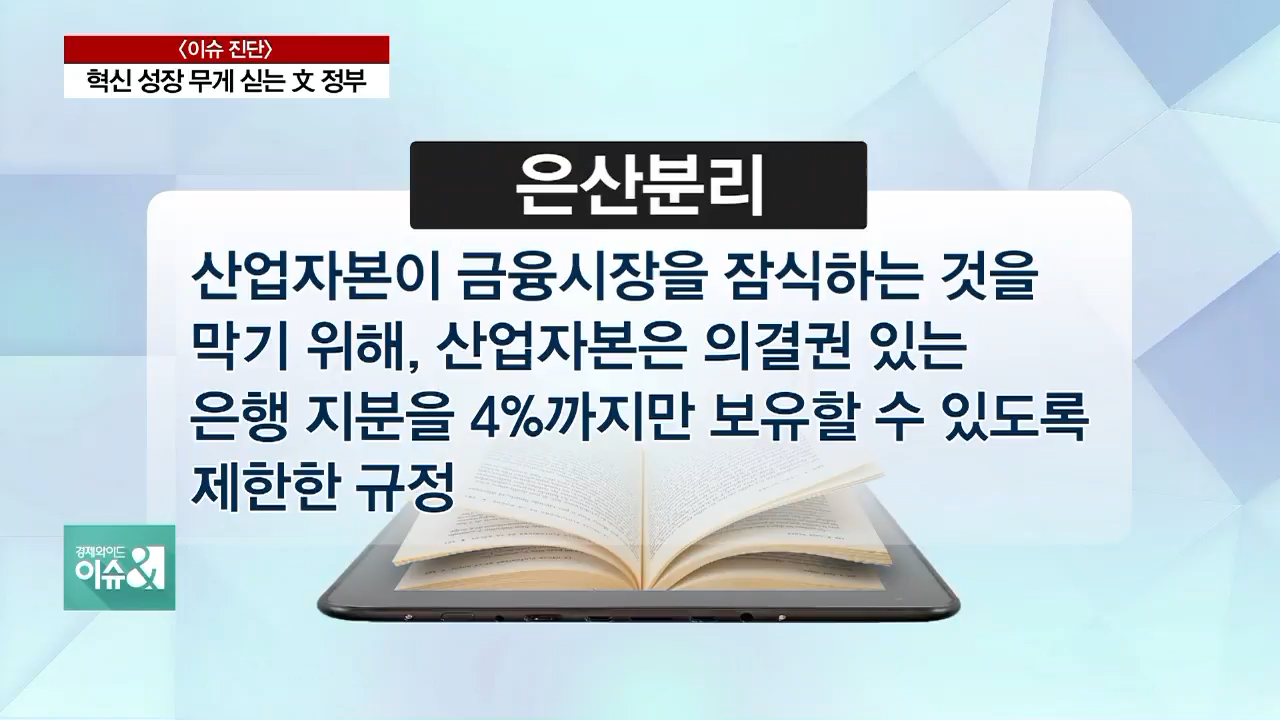 〈이슈 진단〉
혁신 성장 무게 싣는 文 정부
은산분리
산업자본이 금융시장을 잠식하는 것을
막기 위해, 산업자본은 의결권 있는
은행 지분을 4%까지만 보유할 수 있도록
제한한 규정
경제와이드
이슈&